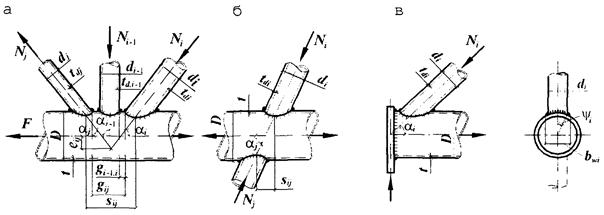 а
б
в
N_j
N_{i-1}
N_i
d_j
t_{dj}
d_{i-1}
t_{d,i-1}
d_i
t_{di}
F
D
α_j
α_{i-1}
α_i
e_{ij}
t
g_{i-1,i}
g_{ij}
s_{ij}
N_i
t_{di}
d_i
t
D
N_j
s_{ij}
N_i
d_i
t_{di}
α_i
D
t
d_i
ψ_i
b_{wi}